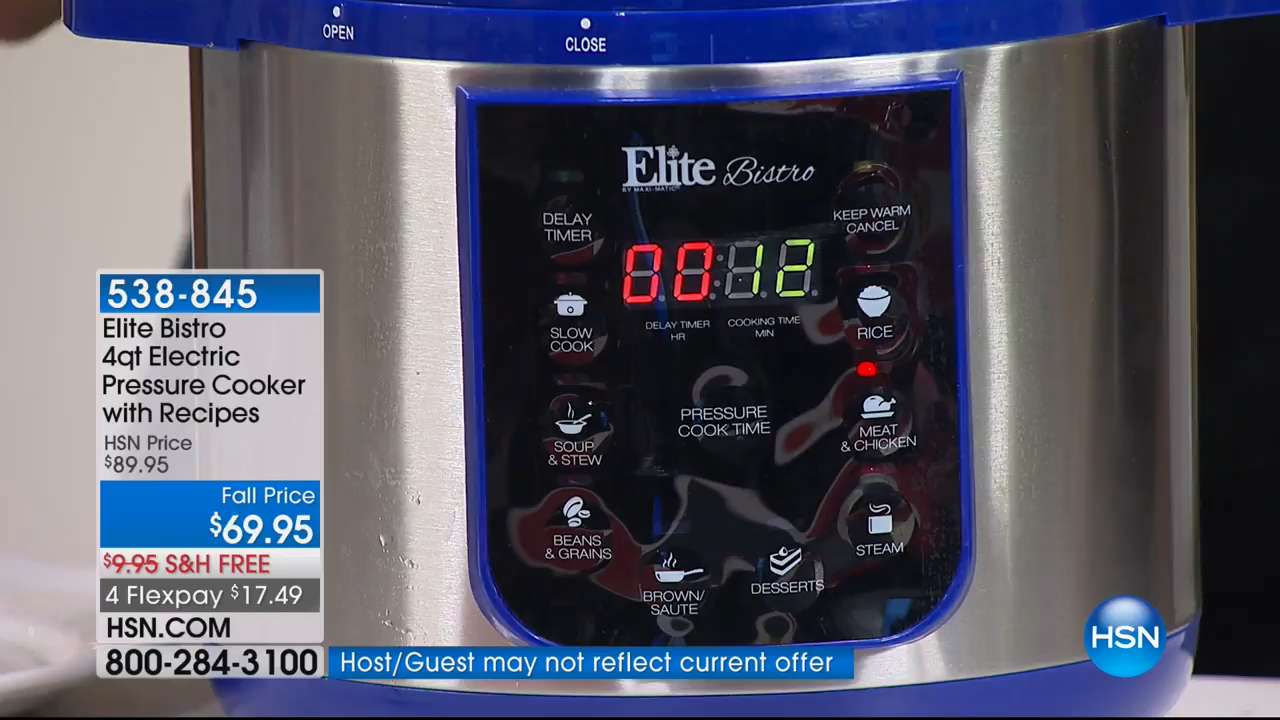 OPEN
CLOSE
Elite Bistro
BY MAXI-MATIC
DELAY
TIMER
KEEP WARM
CANCEL
00:12
DELAY TIMER
HR
COOKING TIME
MIN
SLOW
COOK
RICE
PRESSURE
COOK TIME
SOUP
& STEW
MEAT
& CHICKEN
BEANS
& GRAINS
STEAM
BROWN/
SAUTE
DESSERTS
538-845
Elite Bistro
4qt Electric
Pressure Cooker
with Recipes
HSN Price
$89.95
Fall Price
$69.95
$9.95 S&H FREE
4 Flexpay $17.49
HSN.COM
800-284-3100
Host/Guest may not reflect current offer
HSN